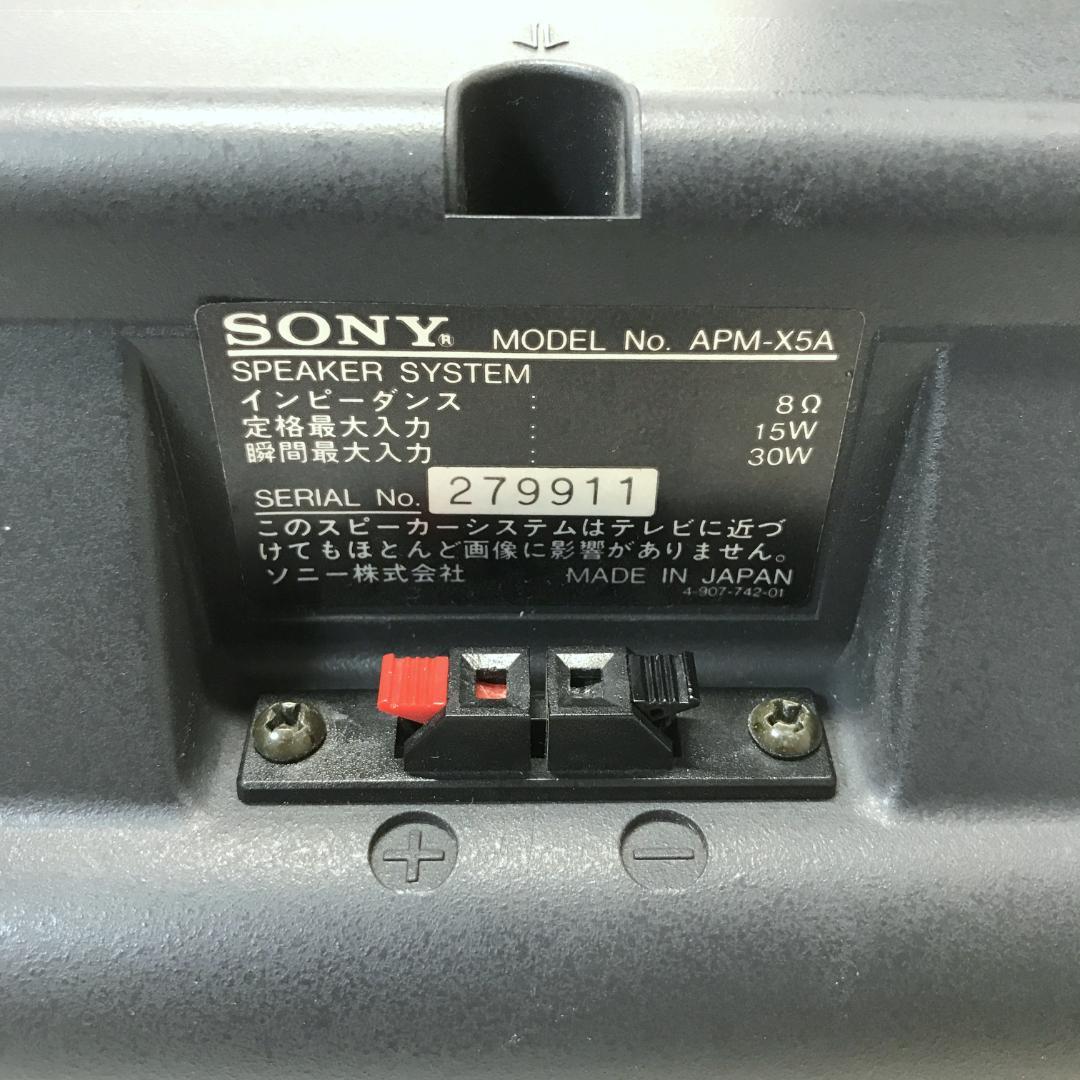 SONY® MODEL No. APM-X5A
SPEAKER SYSTEM
インピーダンス : 8Ω
定格最大入力 : 15W
瞬間最大入力 : 30W
SERIAL No. 279911
このスピーカーシステムはテレビに近づ
けてもほとんど画像に影響がありません。
ソニー株式会社 MADE IN JAPAN
4-907-742-01
+ −